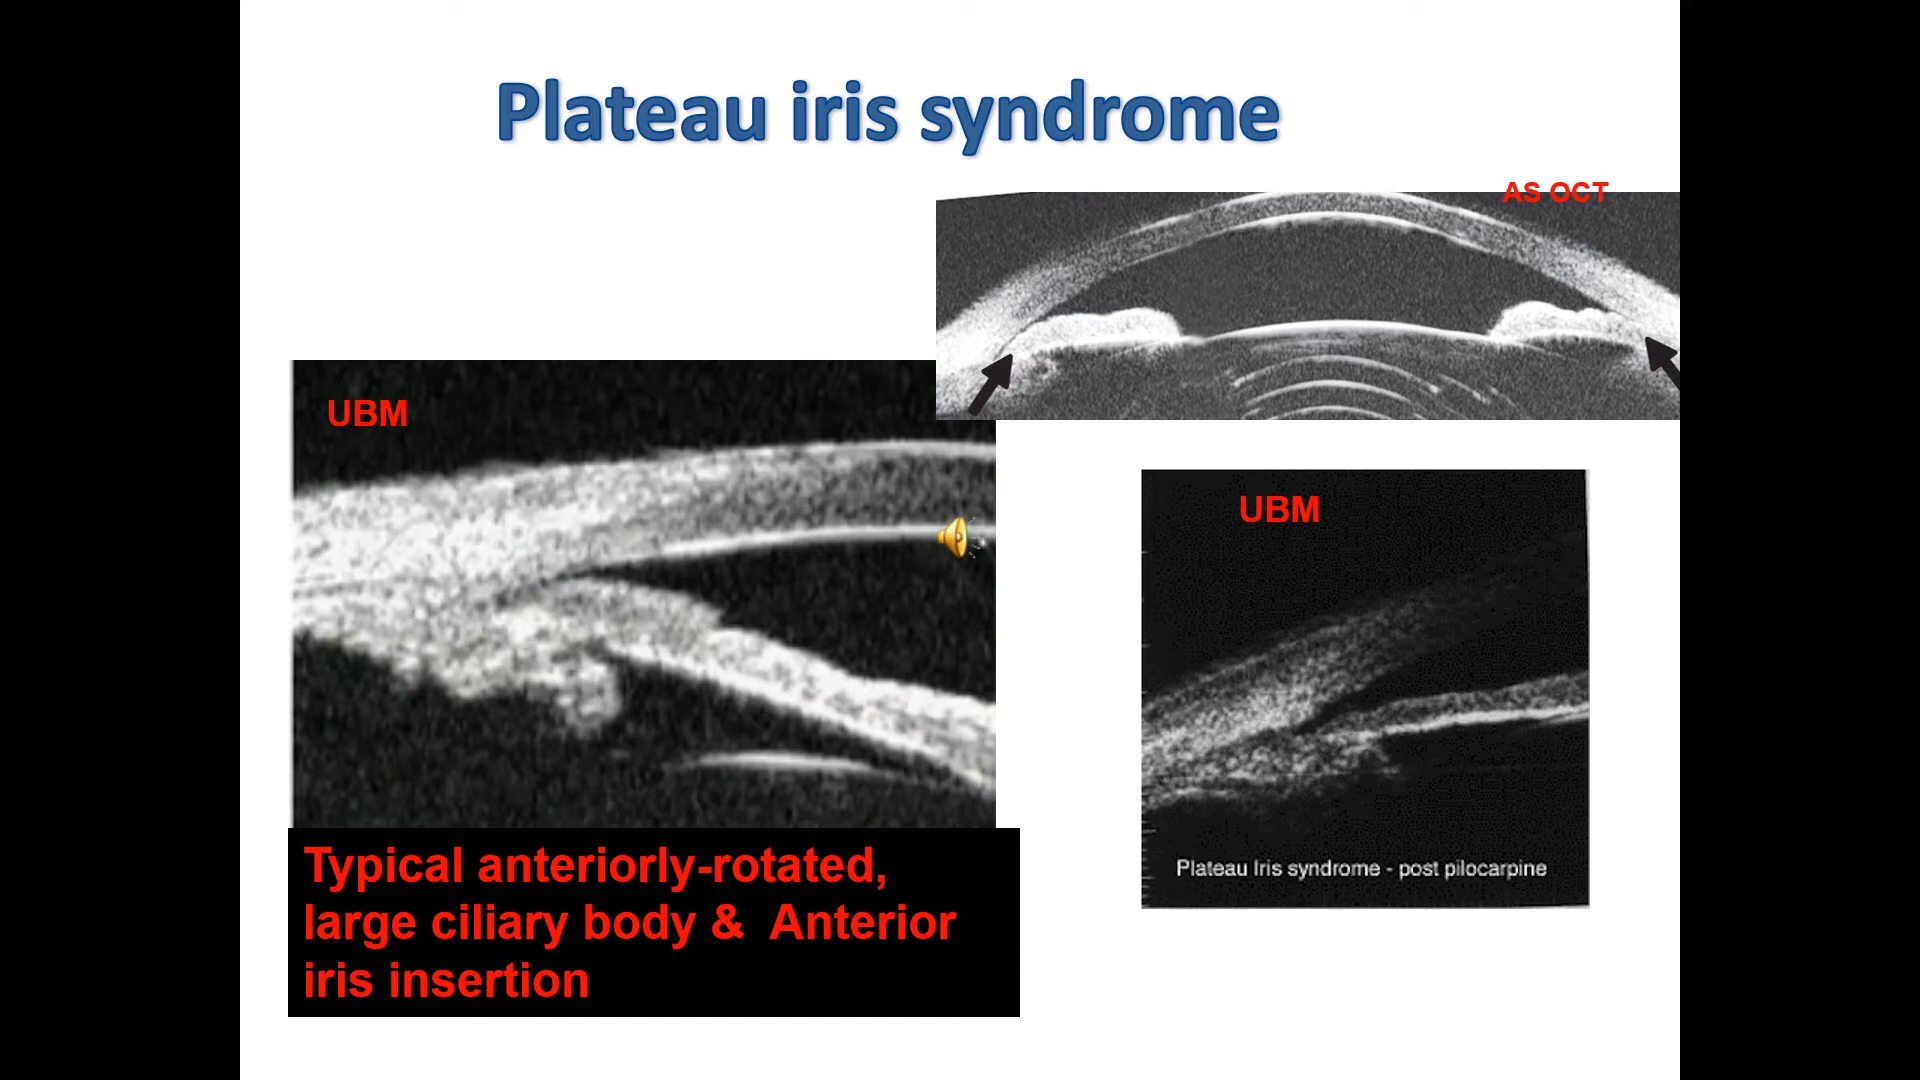 Plateau iris syndrome
AS OCT
UBM
UBM
Plateau Iris syndrome - post pilocarpine
Typical anteriorly-rotated,
large ciliary body &  Anterior
iris insertion